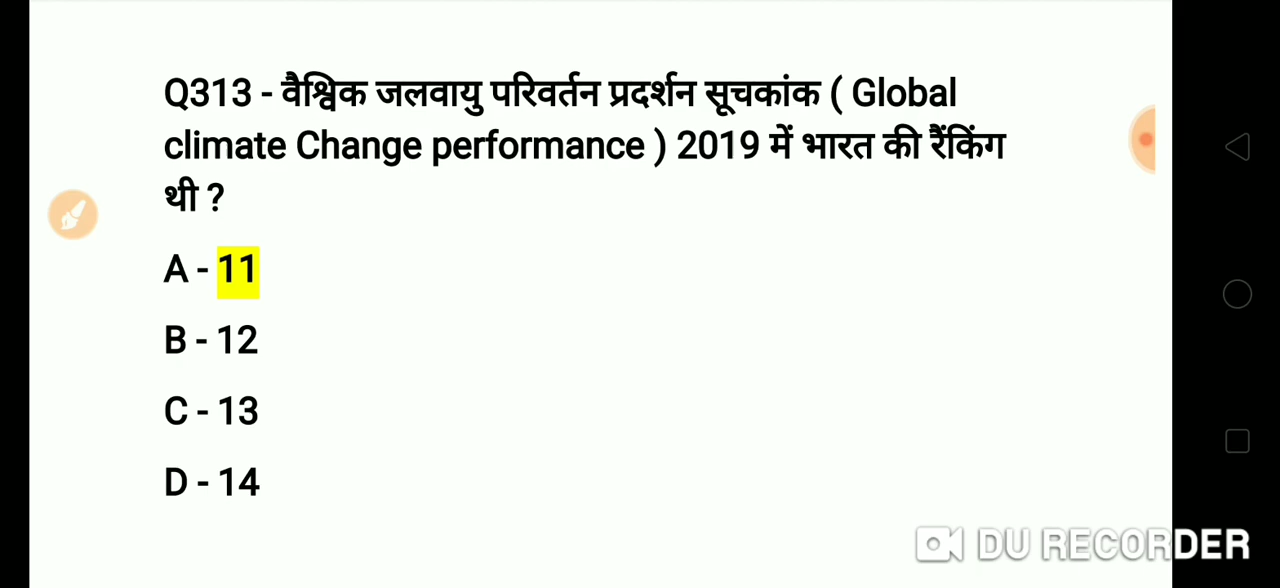 Q313 - वैश्विक जलवायु परिवर्तन प्रदर्शन सूचकांक ( Global
climate Change performance ) 2019 में भारत की रैंकिंग
थी ?
A - 11
B - 12
C - 13
D - 14
DU RECORDER